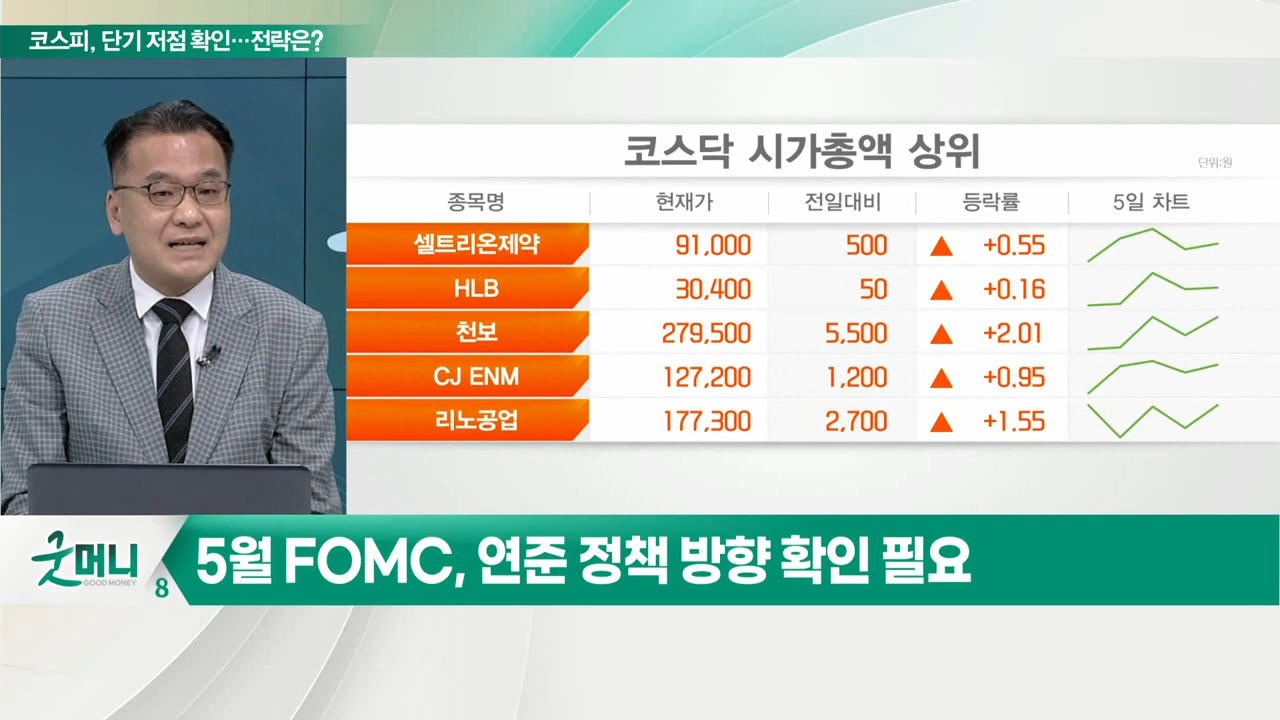 코스피, 단기 저점 확인…전략은?
코스닥 시가총액 상위
단위:원
종목명 현재가 전일대비 등락률 5일 차트
셀트리온제약 91,000 500 ▲ +0.55
HLB 30,400 50 ▲ +0.16
천보 279,500 5,500 ▲ +2.01
CJ ENM 127,200 1,200 ▲ +0.95
리노공업 177,300 2,700 ▲ +1.55
굿머니
GOOD MONEY
8
5월 FOMC, 연준 정책 방향 확인 필요